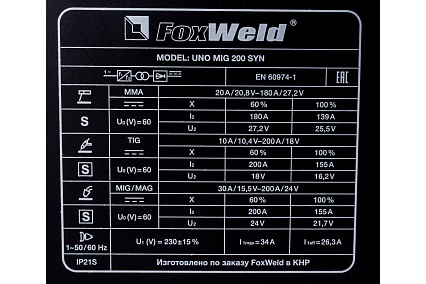 FoxWeld®
MODEL: UNO MIG 200 SYN
1~ EN 60974-1 EAC
MMA 20A/20,8V–180A/27,2V
X 60% 100%
S U₀(V)=60 I₂ 180A 139A
U₂ 27,2V 25,5V
TIG 10A/10,4V–200A/18V
X 60% 100%
S U₀(V)=60 I₂ 200A 155A
U₂ 18V 16,2V
MIG/MAG 30A/15,5V–200A/24V
X 60% 100%
S U₀(V)=60 I₂ 200A 155A
U₂ 24V 21,7V
1~50/60 Hz U₁ (V) = 230±15% I₁max=34A I₁eff=26,3A
IP21S Изготовлено по заказу FoxWeld в КНР